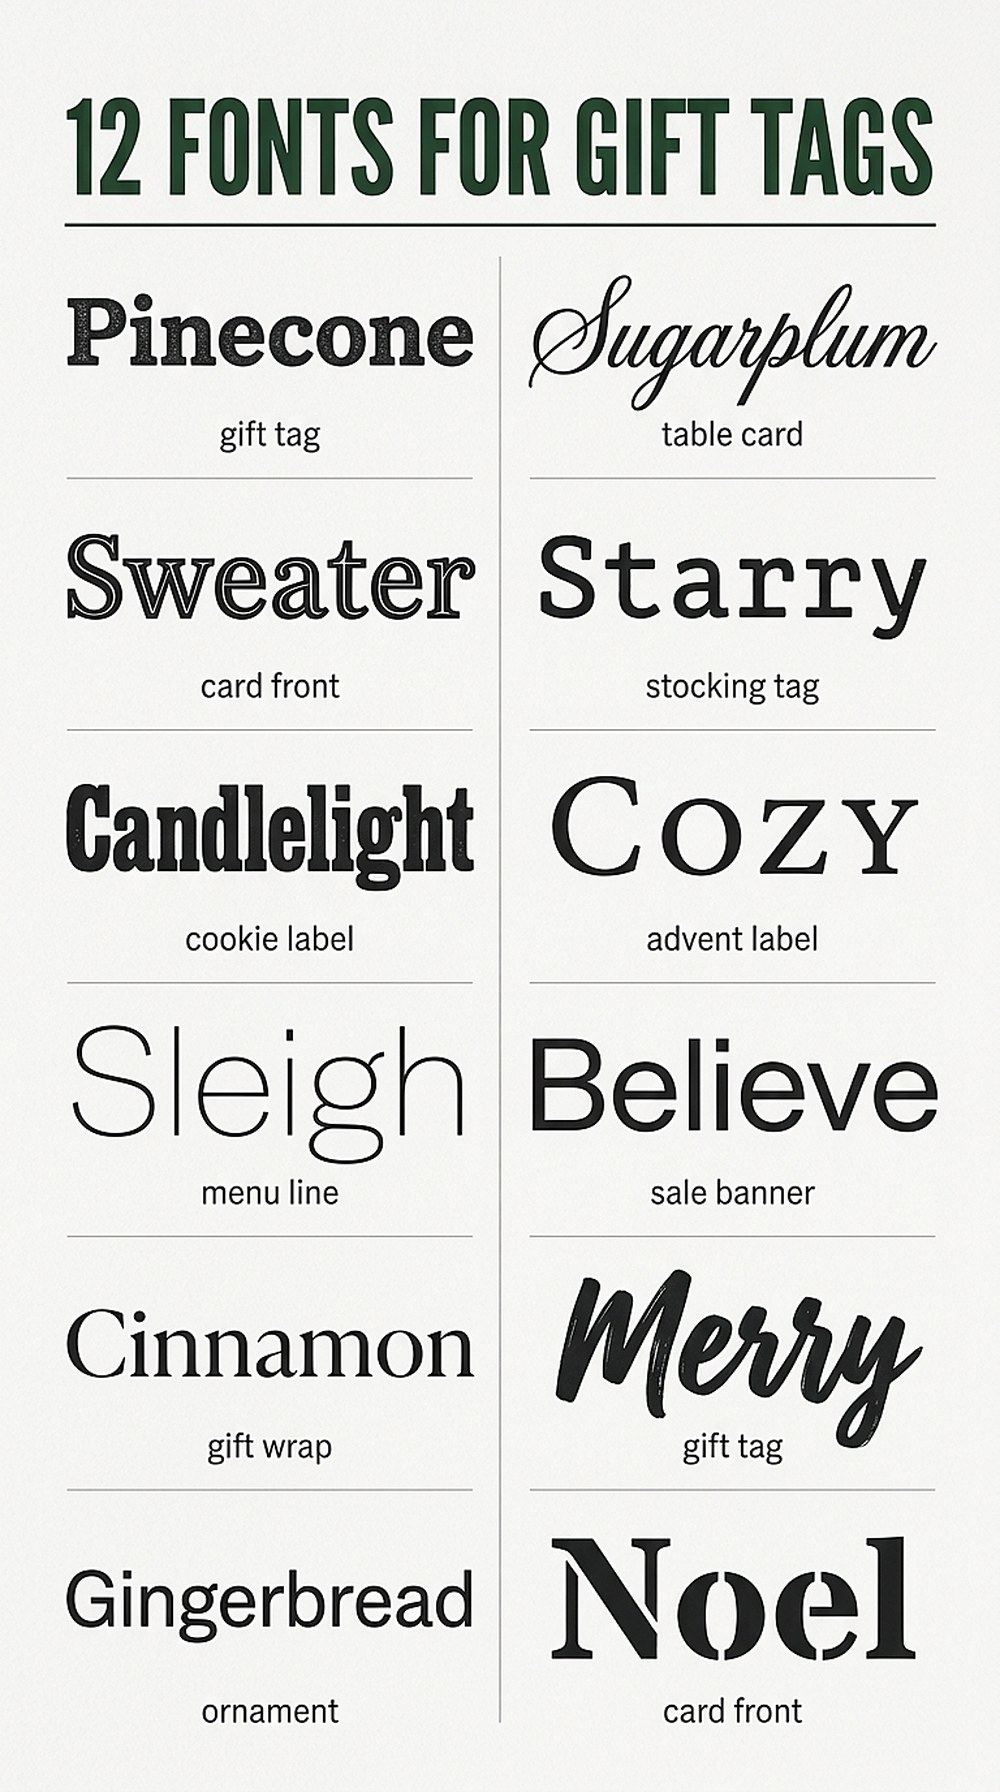 12 FONTS FOR GIFT TAGS
Pinecone
gift tag
Sugarplum
table card
Sweater
card front
Starry
stocking tag
Candlelight
cookie label
Cozy
advent label
Sleigh
menu line
Believe
sale banner
Cinnamon
gift wrap
Merry
gift tag
Gingerbread
ornament
Noel
card front